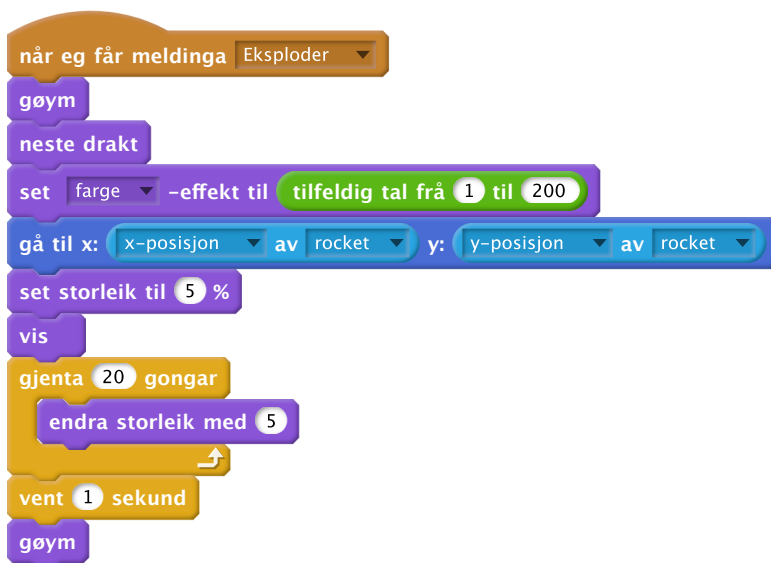 når eg får meldinga Eksploder
gøym
neste drakt
set farge -effekt til tilfeldig tal frå 1 til 200
gå til x: x-posisjon av rocket y: y-posisjon av rocket
set storleik til 5 %
vis
gjenta 20 gongar
endra storleik med 5
vent 1 sekund
gøym